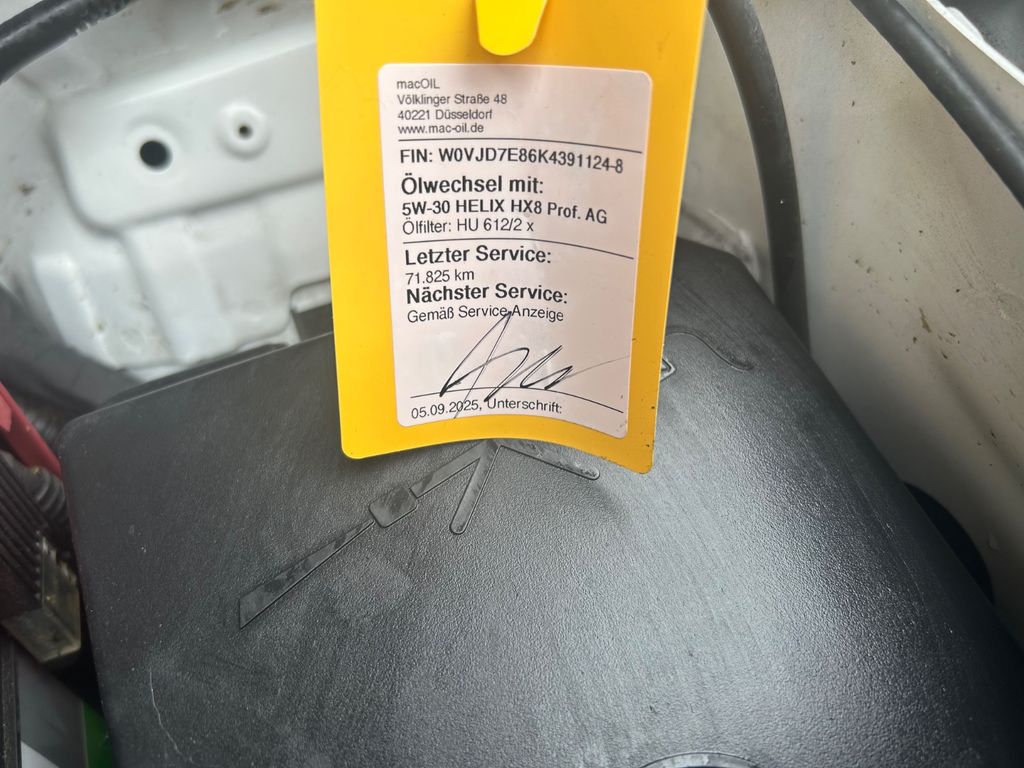 macOIL
Völklinger Straße 48
40221 Düsseldorf
www.mac-oil.de
FIN: W0VJD7E86K4391124-8
Ölwechsel mit:
5W-30 HELIX HX8 Prof. AG
Ölfilter: HU 612/2 x
Letzter Service:
71.825 km
Nächster Service:
Gemäß Service Anzeige
05.09.2025, Unterschrift: